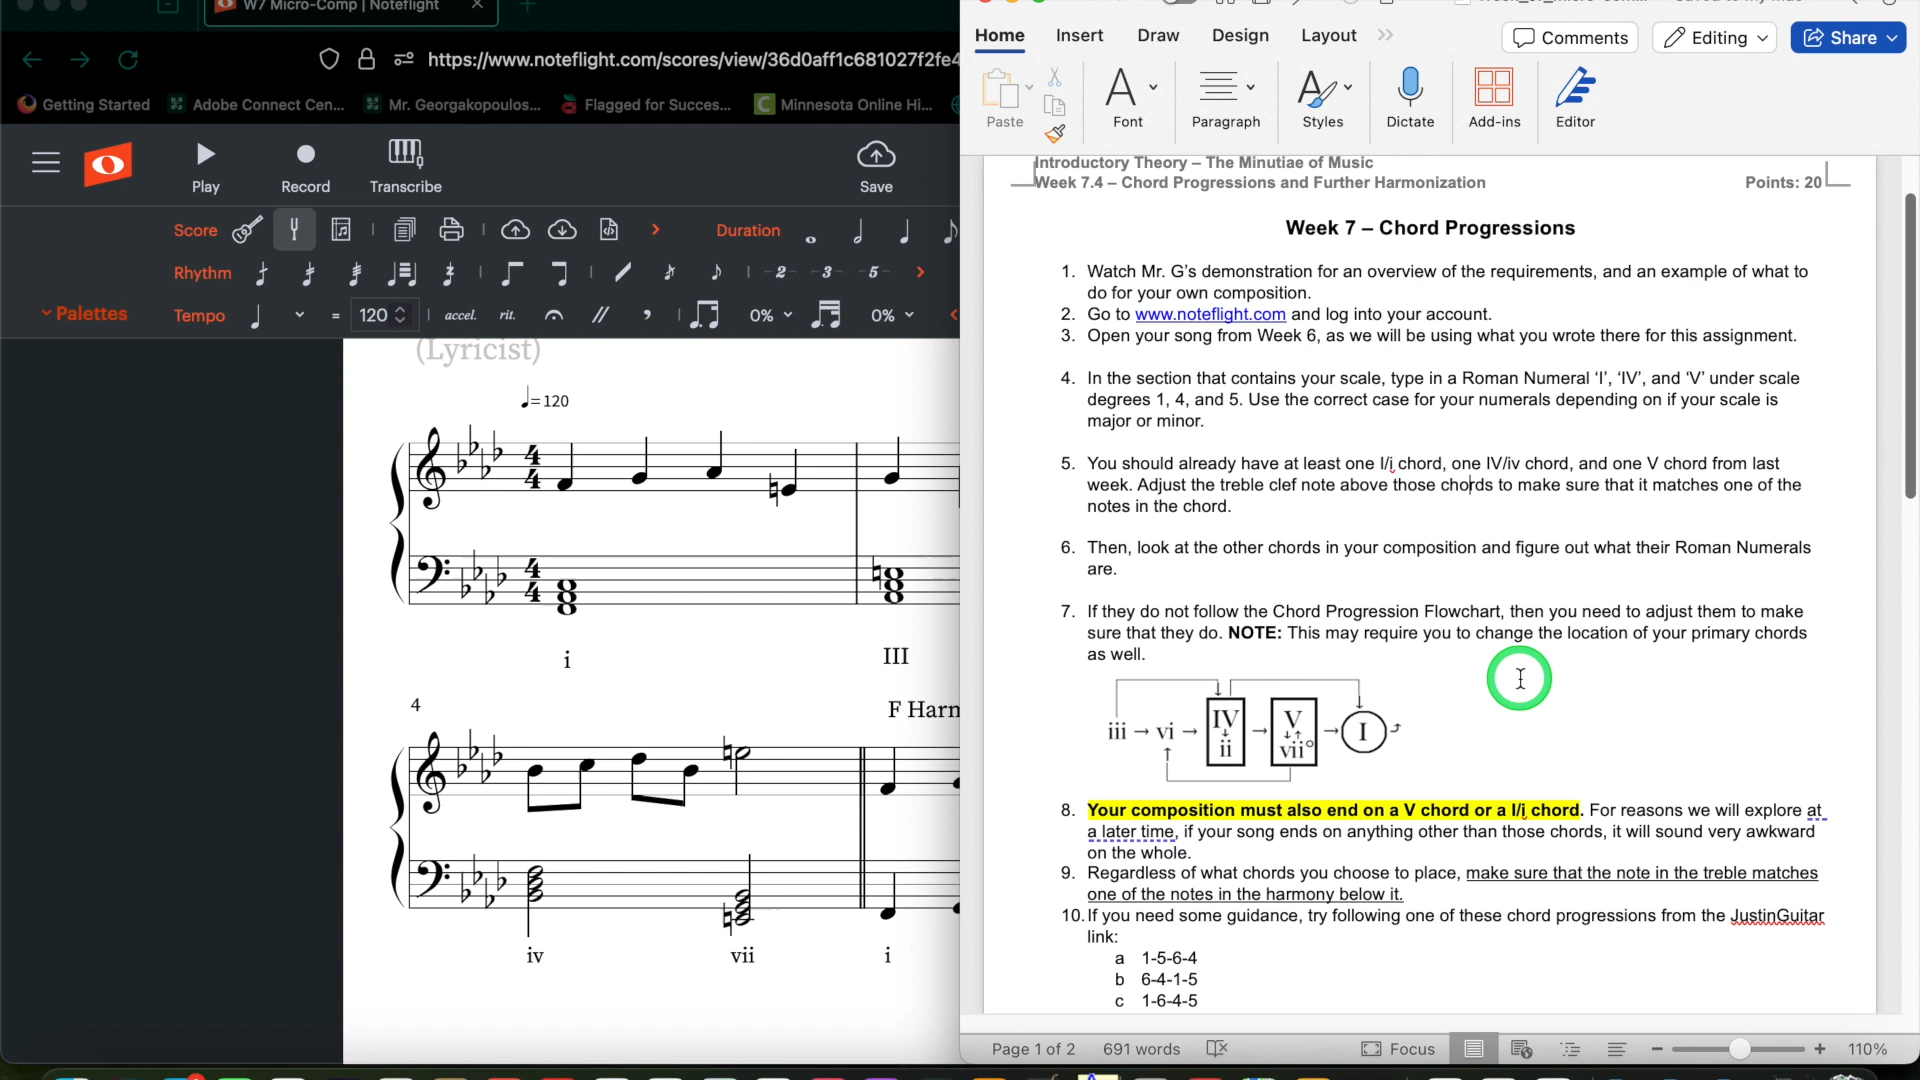 W7 Micro-Comp | Noteflight
https://www.noteflight.com/scores/view/36d0aff1c681027f2fe4
Getting Started
Adobe Connect Cen...
Mr. Georgakopoulos...
Flagged for Succes...
Minnesota Online Hi...
Play
Record
Transcribe
Save
Score
Duration
Rhythm
-2-
-3-
-5-
Palettes
Tempo
=
120
accel.
rit.
0%
0%
(Lyricist)
=120
i
III
4
F Harm
iv
vii
i
Home
Insert
Draw
Design
Layout
Comments
Editing
Share
Paste
Font
Paragraph
Styles
Dictate
Add-ins
Editor
Introductory Theory – The Minutiae of Music
Week 7.4 – Chord Progressions and Further Harmonization
Points: 20
Week 7 – Chord Progressions
1. Watch Mr. G’s demonstration for an overview of the requirements, and an example of what to
do for your own composition.
2. Go to www.noteflight.com and log into your account.
3. Open your song from Week 6, as we will be using what you wrote there for this assignment.
4. In the section that contains your scale, type in a Roman Numeral ‘I’, ‘IV’, and ‘V’ under scale
degrees 1, 4, and 5. Use the correct case for your numerals depending on if your scale is
major or minor.
5. You should already have at least one I/i chord, one IV/iv chord, and one V chord from last
week. Adjust the treble clef note above those chords to make sure that it matches one of the
notes in the chord.
6. Then, look at the other chords in your composition and figure out what their Roman Numerals
are.
7. If they do not follow the Chord Progression Flowchart, then you need to adjust them to make
sure that they do. NOTE: This may require you to change the location of your primary chords
as well.
iii → vi → IV ii → V vii° → I
8. Your composition must also end on a V chord or a I/i chord. For reasons we will explore at
a later time, if your song ends on anything other than those chords, it will sound very awkward
on the whole.
9. Regardless of what chords you choose to place, make sure that the note in the treble matches
one of the notes in the harmony below it.
10. If you need some guidance, try following one of these chord progressions from the JustinGuitar
link:
a 1-5-6-4
b 6-4-1-5
c 1-6-4-5
Page 1 of 2
691 words
Focus
110%